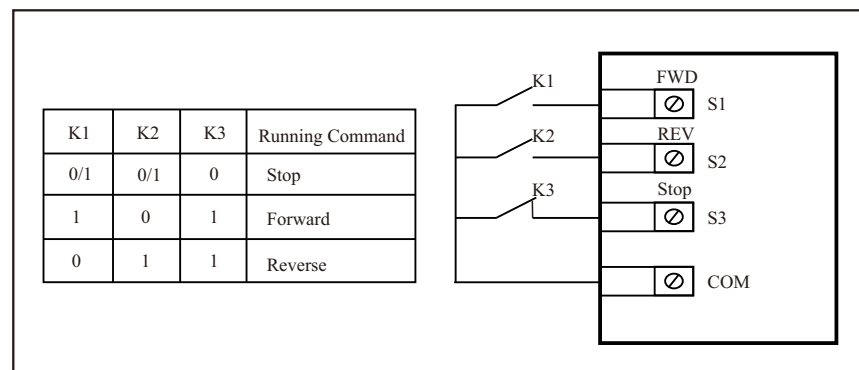 K1 K2 K3 Running Command
0/1 0/1 0 Stop
1 0 1 Forward
0 1 1 Reverse
K1
K2
K3
FWD
S1
REV
S2
Stop
S3
COM